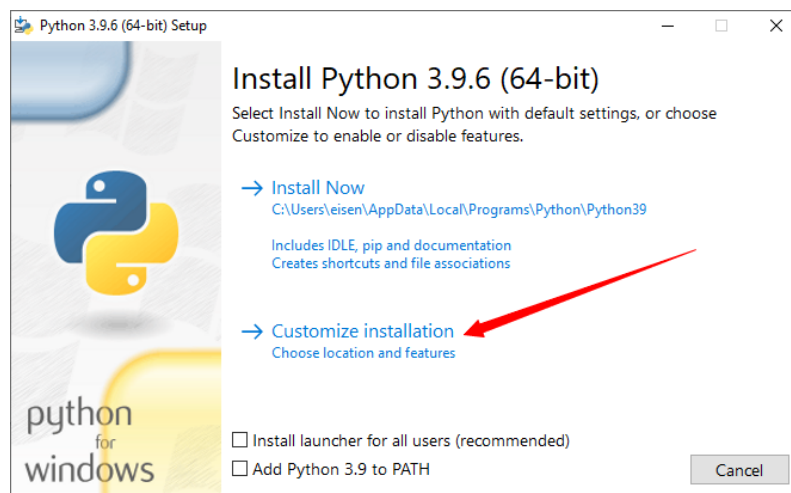 Python 3.9.6 (64-bit) Setup
Install Python 3.9.6 (64-bit)
Select Install Now to install Python with default settings, or choose
Customize to enable or disable features.
Install Now
C:\Users\eisen\AppData\Local\Programs\Python\Python39
Includes IDLE, pip and documentation
Creates shortcuts and file associations
Customize installation
Choose location and features
python
for
windows
Install launcher for all users (recommended)
Add Python 3.9 to PATH
Cancel